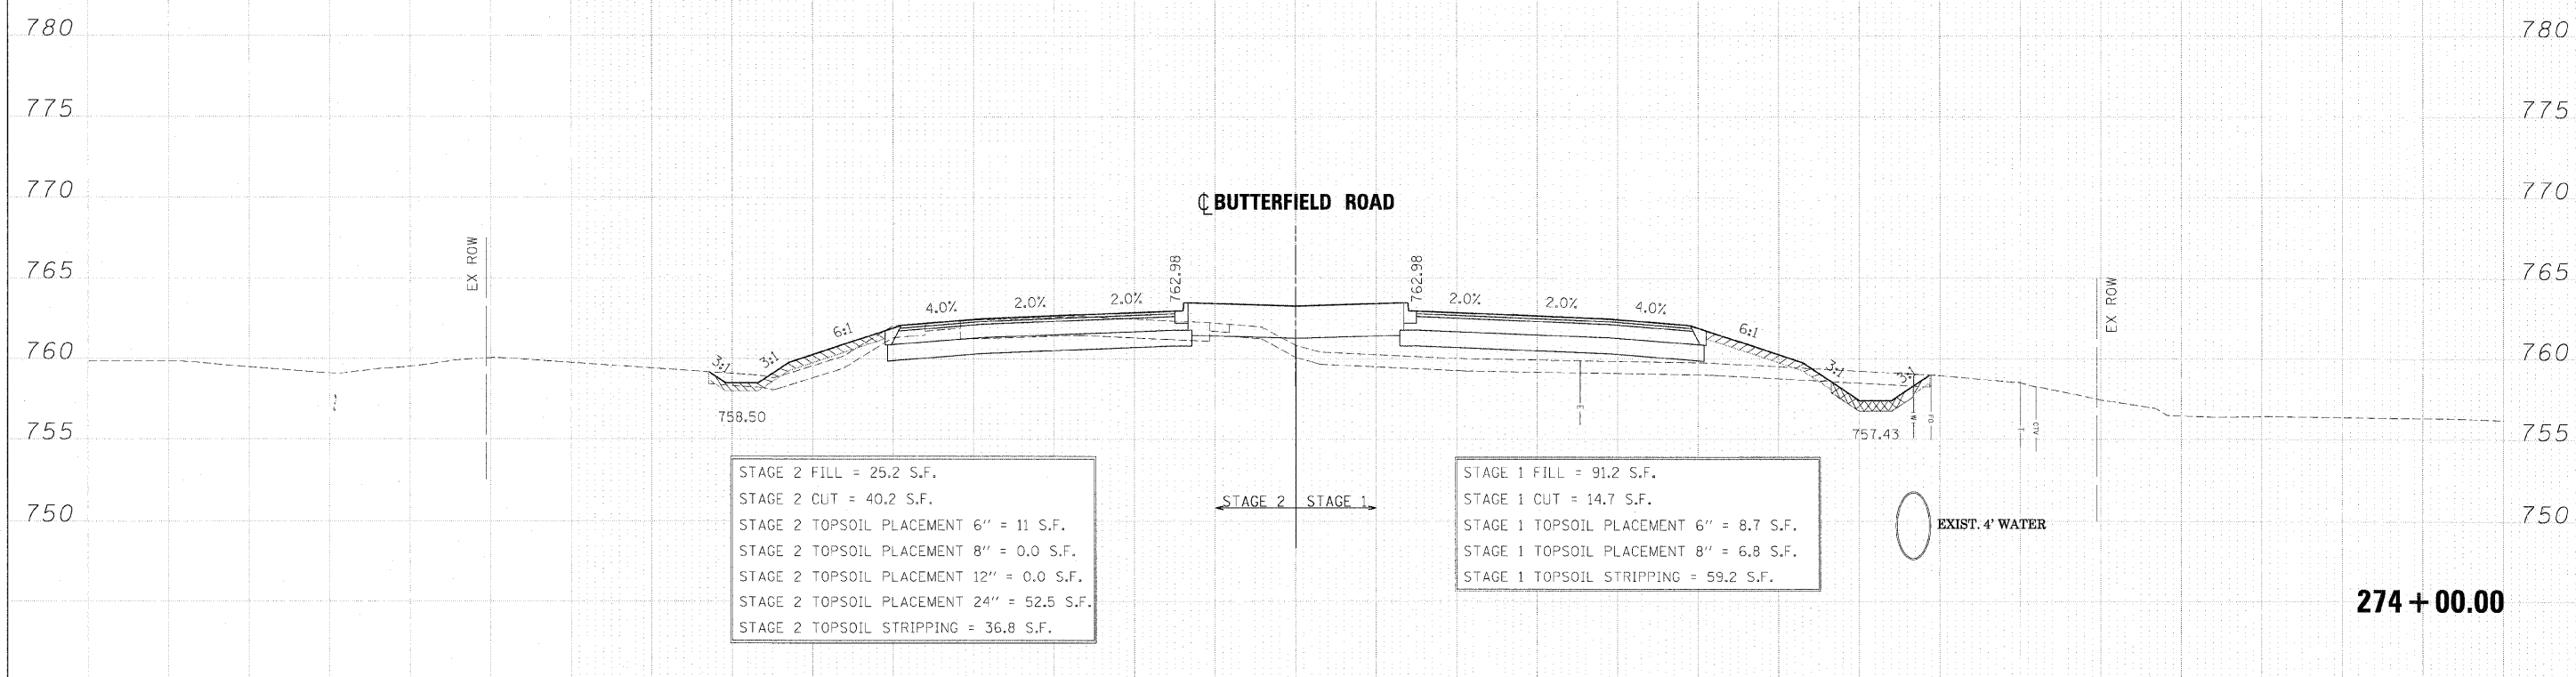 780 780
775 775
770 770
℄ BUTTERFIELD ROAD
EX ROW
765 765
762.98 762.98
EX ROW
4.0% 2.0% 2.0% 2.0% 2.0% 4.0%
6:1 6:1
760 760
3:1 3:1 3:1 3:1
758.50 757.43
E W FO T CTV
755 755
STAGE 2 FILL = 25.2 S.F.
STAGE 2 CUT = 40.2 S.F.
STAGE 2 TOPSOIL PLACEMENT 6" = 11 S.F.
STAGE 2 TOPSOIL PLACEMENT 8" = 0.0 S.F.
STAGE 2 TOPSOIL PLACEMENT 12" = 0.0 S.F.
STAGE 2 TOPSOIL PLACEMENT 24" = 52.5 S.F.
STAGE 2 TOPSOIL STRIPPING = 36.8 S.F.
STAGE 2 STAGE 1
STAGE 1 FILL = 91.2 S.F.
STAGE 1 CUT = 14.7 S.F.
STAGE 1 TOPSOIL PLACEMENT 6" = 8.7 S.F.
STAGE 1 TOPSOIL PLACEMENT 8" = 6.8 S.F.
STAGE 1 TOPSOIL STRIPPING = 59.2 S.F.
750 750
EXIST. 4' WATER
274+00.00